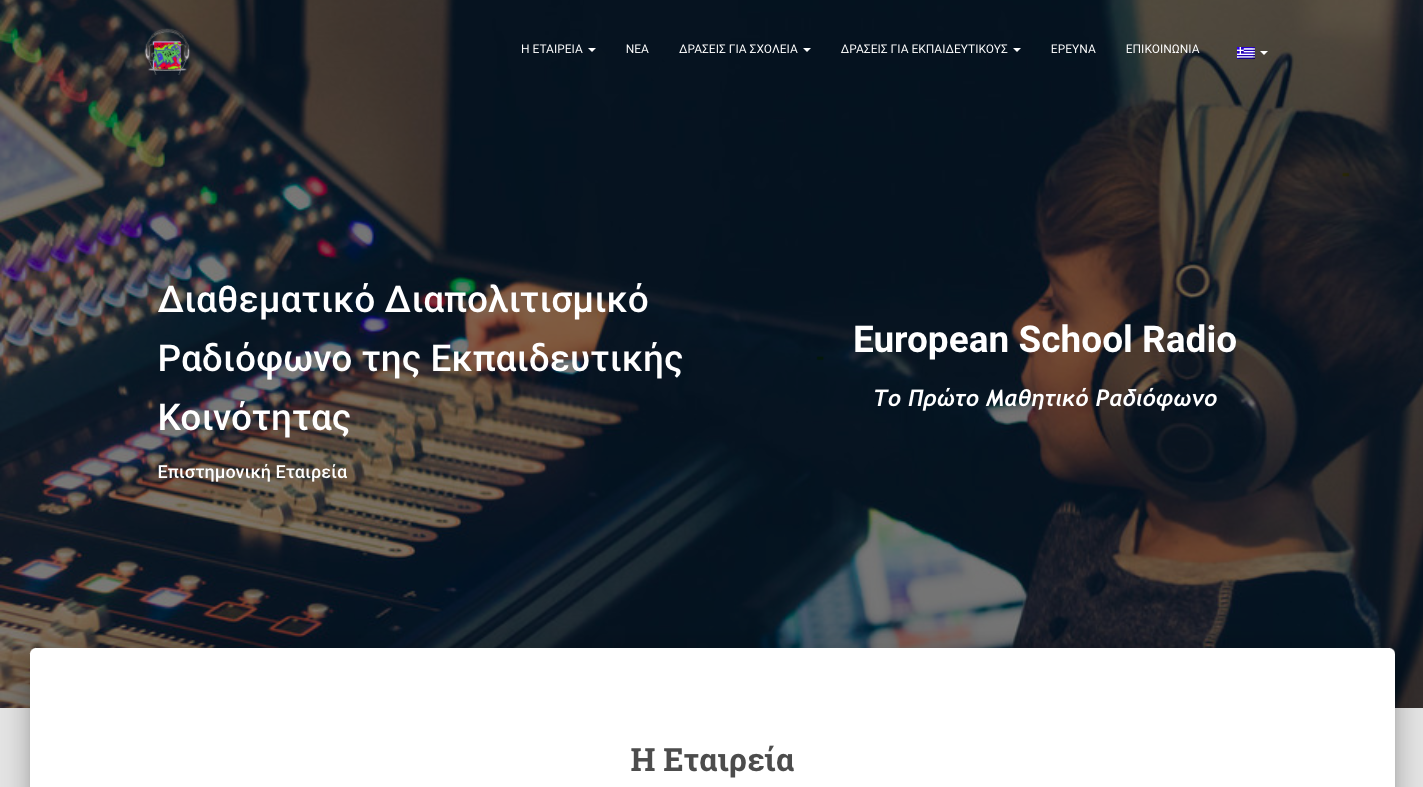 Η ΕΤΑΙΡΕΙΑ ΝΕΑ ΔΡΑΣΕΙΣ ΓΙΑ ΣΧΟΛΕΙΑ ΔΡΑΣΕΙΣ ΓΙΑ ΕΚΠΑΙΔΕΥΤΙΚΟΥΣ ΕΡΕΥΝΑ ΕΠΙΚΟΙΝΩΝΙΑ
Διαθεματικό Διαπολιτισμικό
Ραδιόφωνο της Εκπαιδευτικής
Κοινότητας
Επιστημονική Εταιρεία
European School Radio
Το Πρώτο Μαθητικό Ραδιόφωνο
Η Εταιρεία